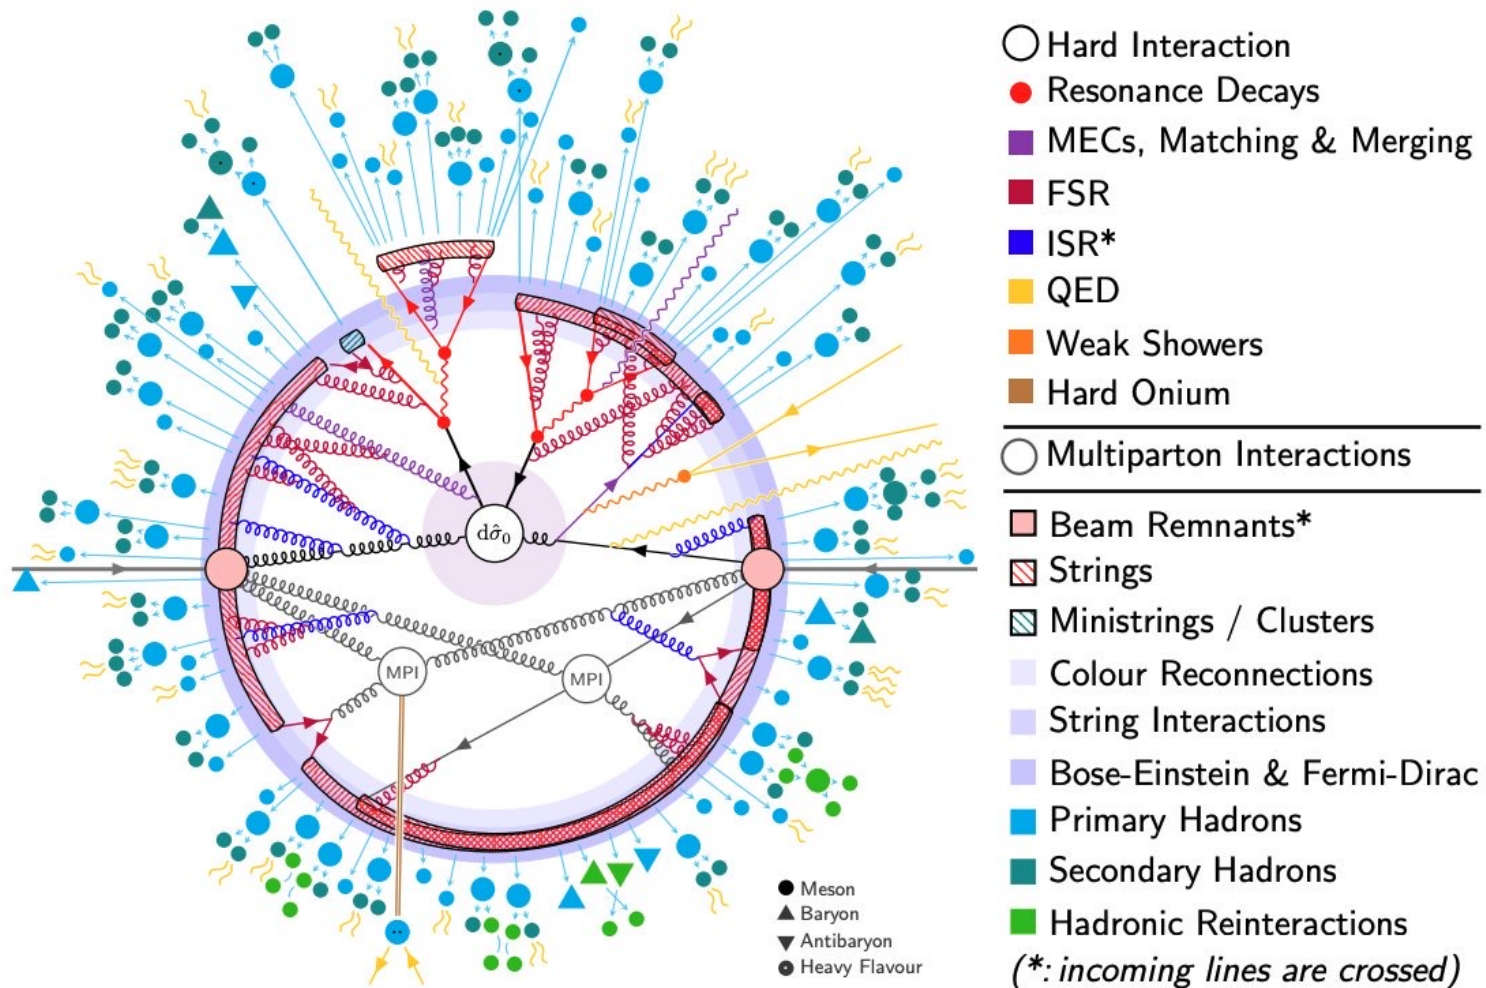 Hard Interaction
Resonance Decays
MECs, Matching & Merging
FSR
ISR*
QED
Weak Showers
Hard Onium
Multiparton Interactions
Beam Remnants*
Strings
Ministrings / Clusters
Colour Reconnections
String Interactions
Bose-Einstein & Fermi-Dirac
Primary Hadrons
Secondary Hadrons
Hadronic Reinteractions
(*: incoming lines are crossed)
dσ̂₀
MPI
MPI
Meson
Baryon
Antibaryon
Heavy Flavour